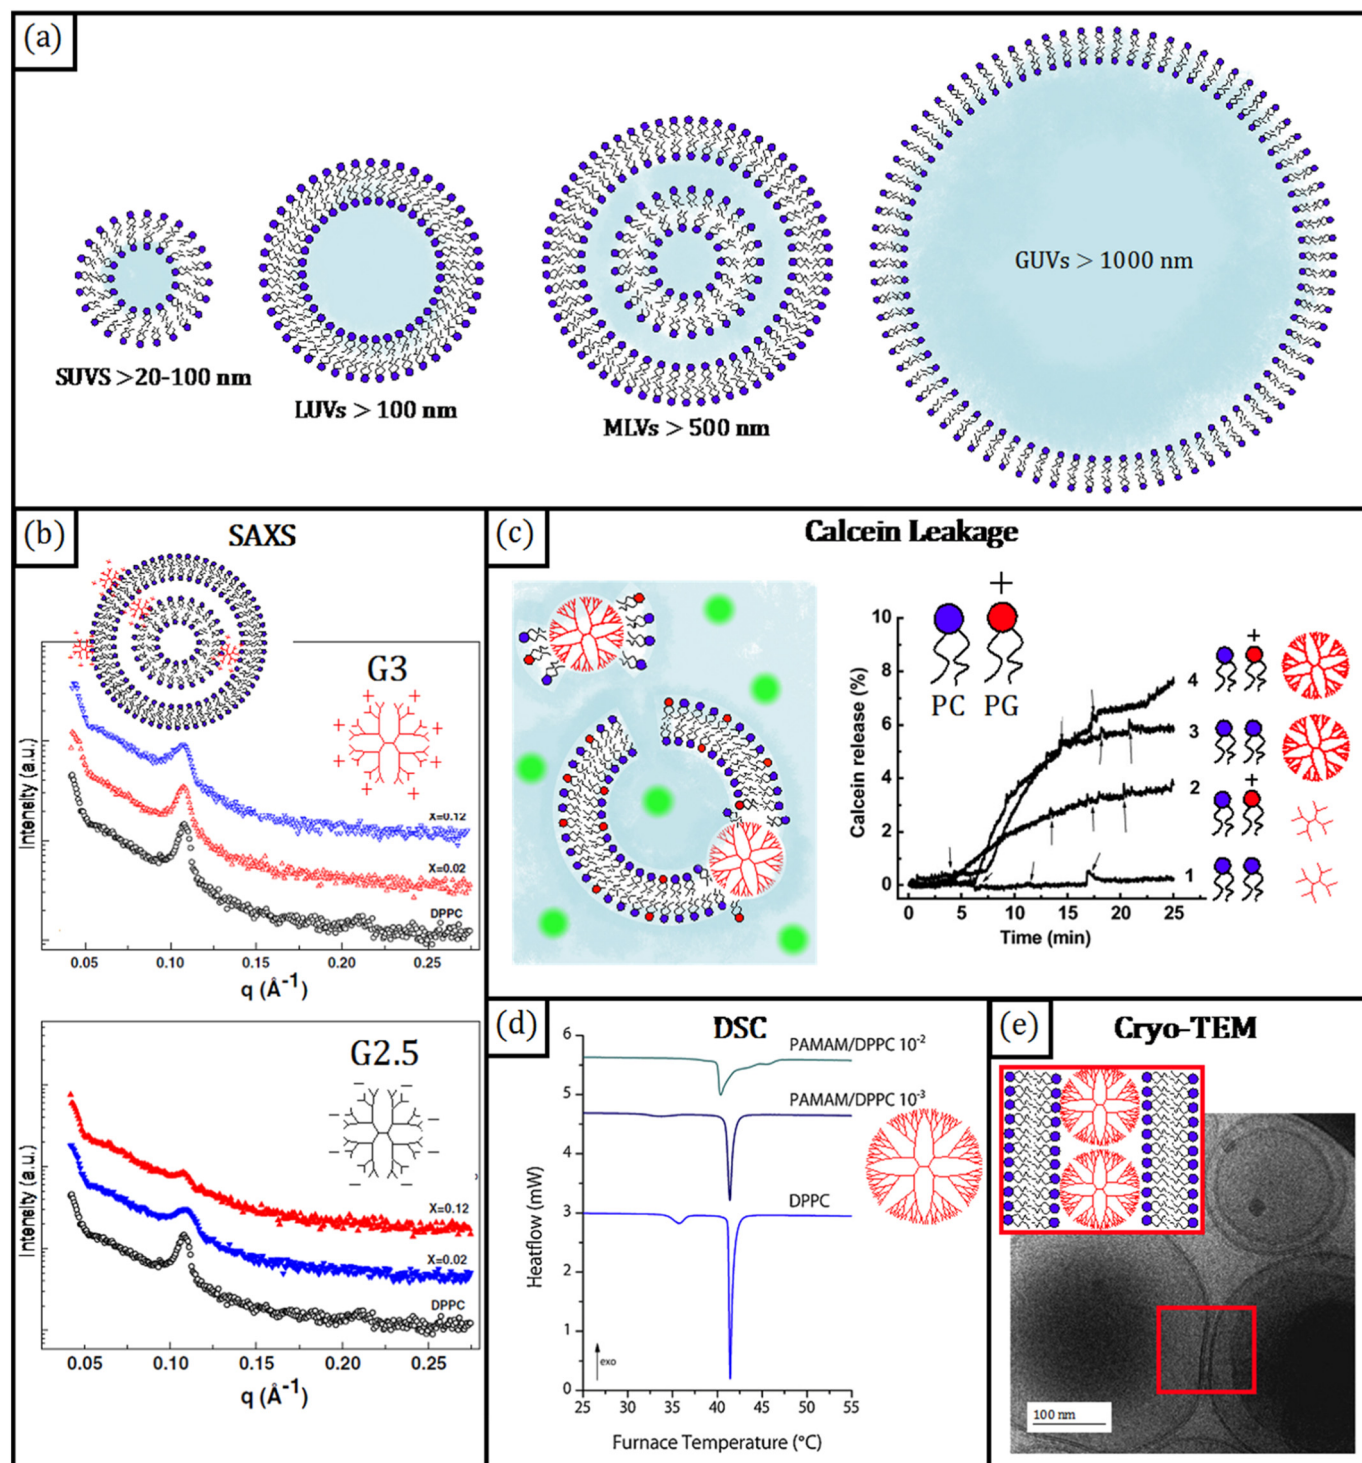 (a)
SUVS >20-100 nm
LUVs > 100 nm
MLVs > 500 nm
GUVs > 1000 nm
(b)
SAXS
G3
+ + + + + + + +
X=0.12
X=0.02
DPPC
Intensity (a.u.)
0.05 0.10 0.15 0.20 0.25
q (Å⁻¹)
G2.5
X=0.12
X=0.02
DPPC
Intensity (a.u.)
0.05 0.10 0.15 0.20 0.25
q (Å⁻¹)
(c)
Calcein Leakage
+
PC PG
10
8
6
4
2
0
Calcein release (%)
4
+
3
2
+
1
0 5 10 15 20 25
Time (min)
(d)
DSC
6
5
4
3
2
1
0
Heatflow (mW)
PAMAM/DPPC 10⁻²
PAMAM/DPPC 10⁻³
DPPC
exo
25 30 35 40 45 50 55
Furnace Temperature (°C)
(e)
Cryo-TEM
100 nm